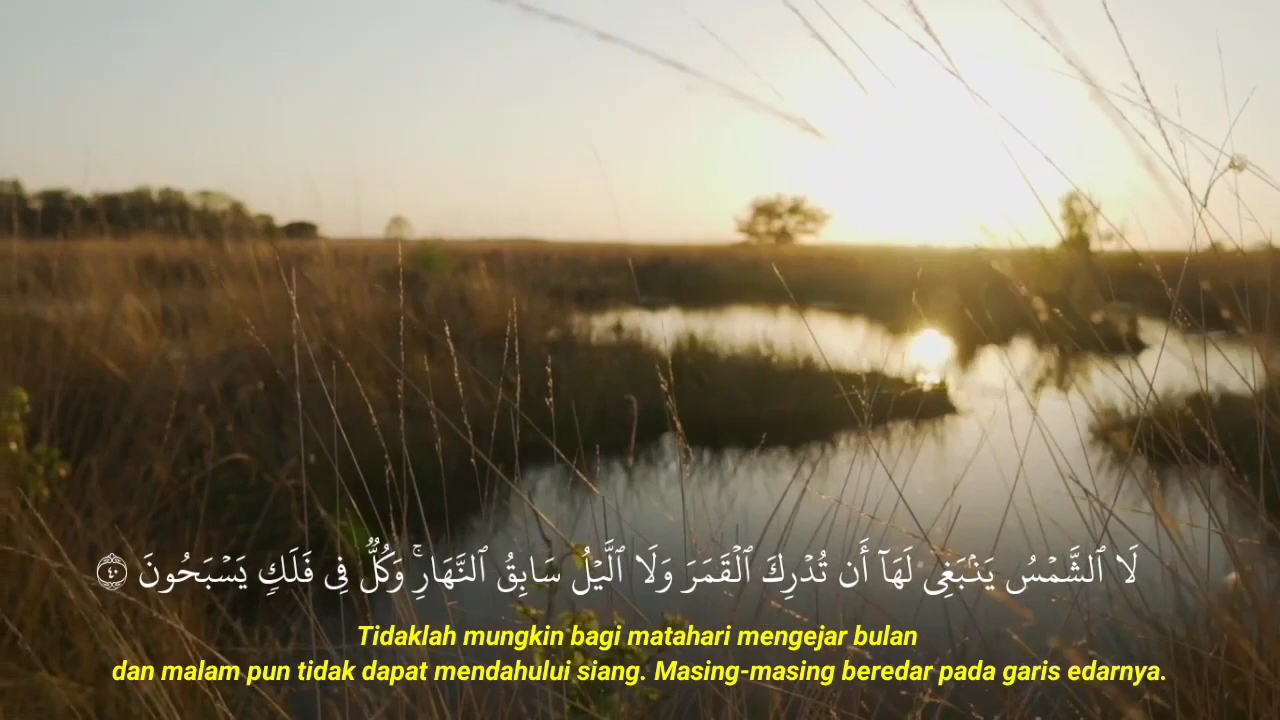 لَا ٱلشَّمْسُ يَنۢبَغِى لَهَآ أَن تُدْرِكَ ٱلْقَمَرَ وَلَا ٱلَّيْلُ سَابِقُ ٱلنَّهَارِ ۚ وَكُلٌّ فِى فَلَكٍ يَسْبَحُونَ ٤٠
Tidaklah mungkin bagi matahari mengejar bulan
dan malam pun tidak dapat mendahului siang. Masing-masing beredar pada garis edarnya.